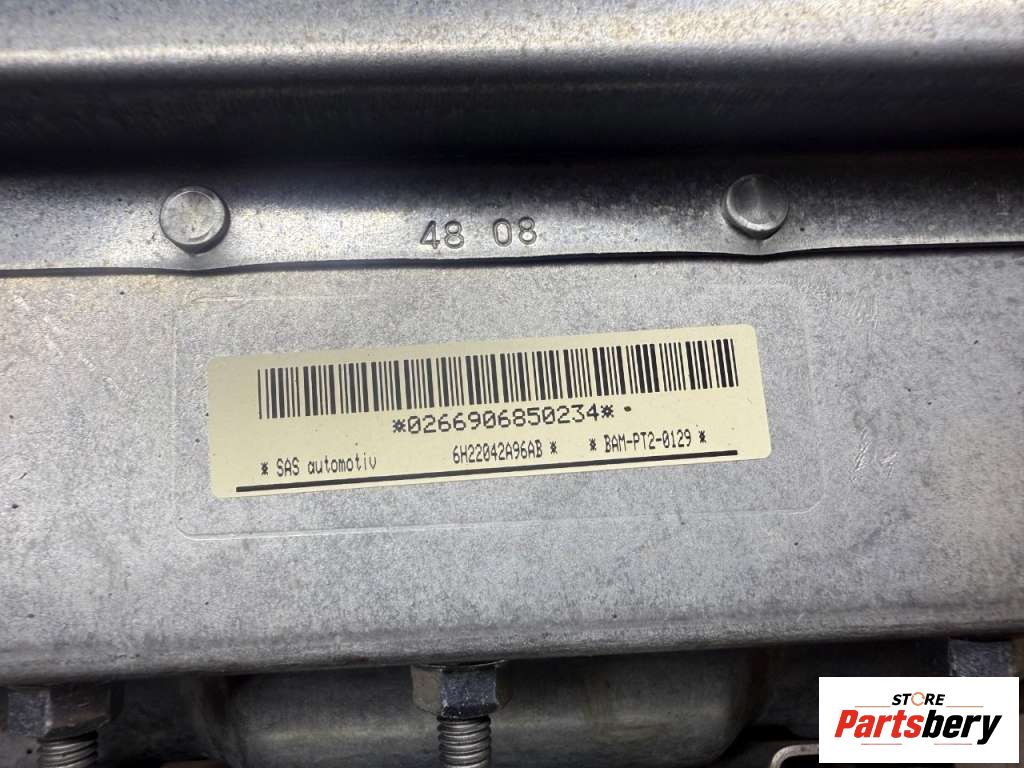 48 08
*0266906850234*
* SAS automotiv 6H22042A96AB * * BAM-PT2-0129 *
STORE
Partsbery